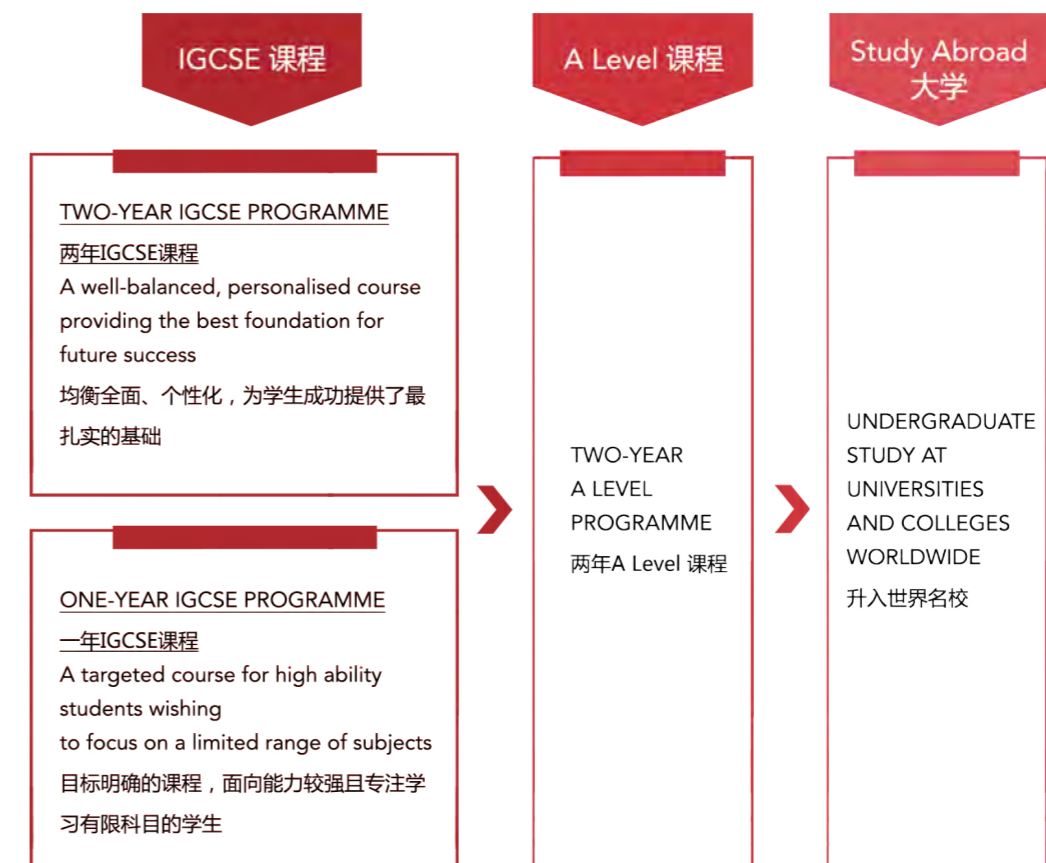 IGCSE 课程
A Level 课程
Study Abroad
大学
TWO-YEAR IGCSE PROGRAMME
两年IGCSE课程
A well-balanced, personalised course
providing the best foundation for
future success
均衡全面、个性化，为学生成功提供了最
扎实的基础
ONE-YEAR IGCSE PROGRAMME
一年IGCSE课程
A targeted course for high ability
students wishing
to focus on a limited range of subjects
目标明确的课程，面向能力较强且专注学
习有限科目的学生
TWO-YEAR
A LEVEL
PROGRAMME
两年A Level 课程
UNDERGRADUATE
STUDY AT
UNIVERSITIES
AND COLLEGES
WORLDWIDE
升入世界名校